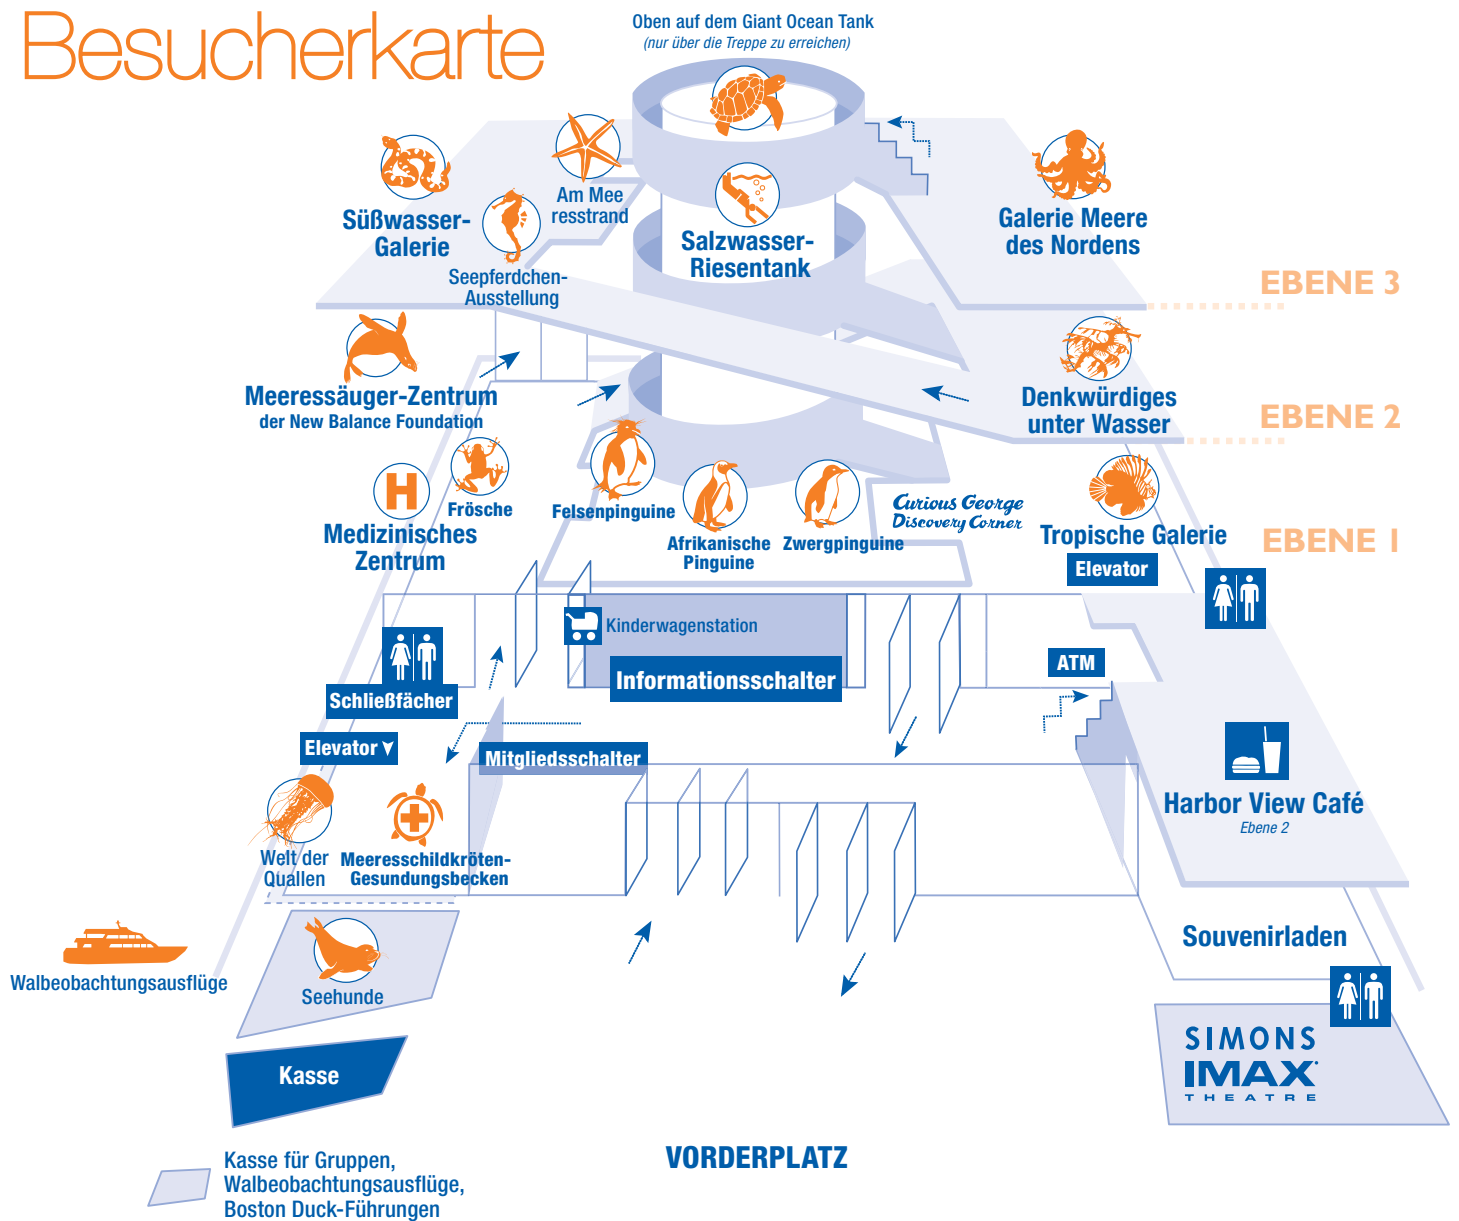 Besucherkarte
Oben auf dem Giant Ocean Tank
(nur über die Treppe zu erreichen)
Süßwasser-
Galerie
Am Mee
resstrand
Seepferdchen-
Ausstellung
Salzwasser-
Riesentank
Galerie Meere
des Nordens
EBENE 3
Meeressäuger-Zentrum
der New Balance Foundation
Denkwürdiges
unter Wasser
EBENE 2
H
Medizinisches
Zentrum
Frösche
Felsenpinguine
Afrikanische
Pinguine
Zwergpinguine
Curious George
Discovery Corner
Tropische Galerie
EBENE 1
Elevator
Kinderwagenstation
Informationsschalter
ATM
Schließfächer
Elevator
Mitgliedsschalter
Welt der
Quallen
Meeresschildkröten-
Gesundungsbecken
Harbor View Café
Ebene 2
Walbeobachtungsausflüge
Seehunde
Souvenirladen
Kasse
SIMONS
IMAX
THEATRE
VORDERPLATZ
Kasse für Gruppen,
Walbeobachtungsausflüge,
Boston Duck-Führungen